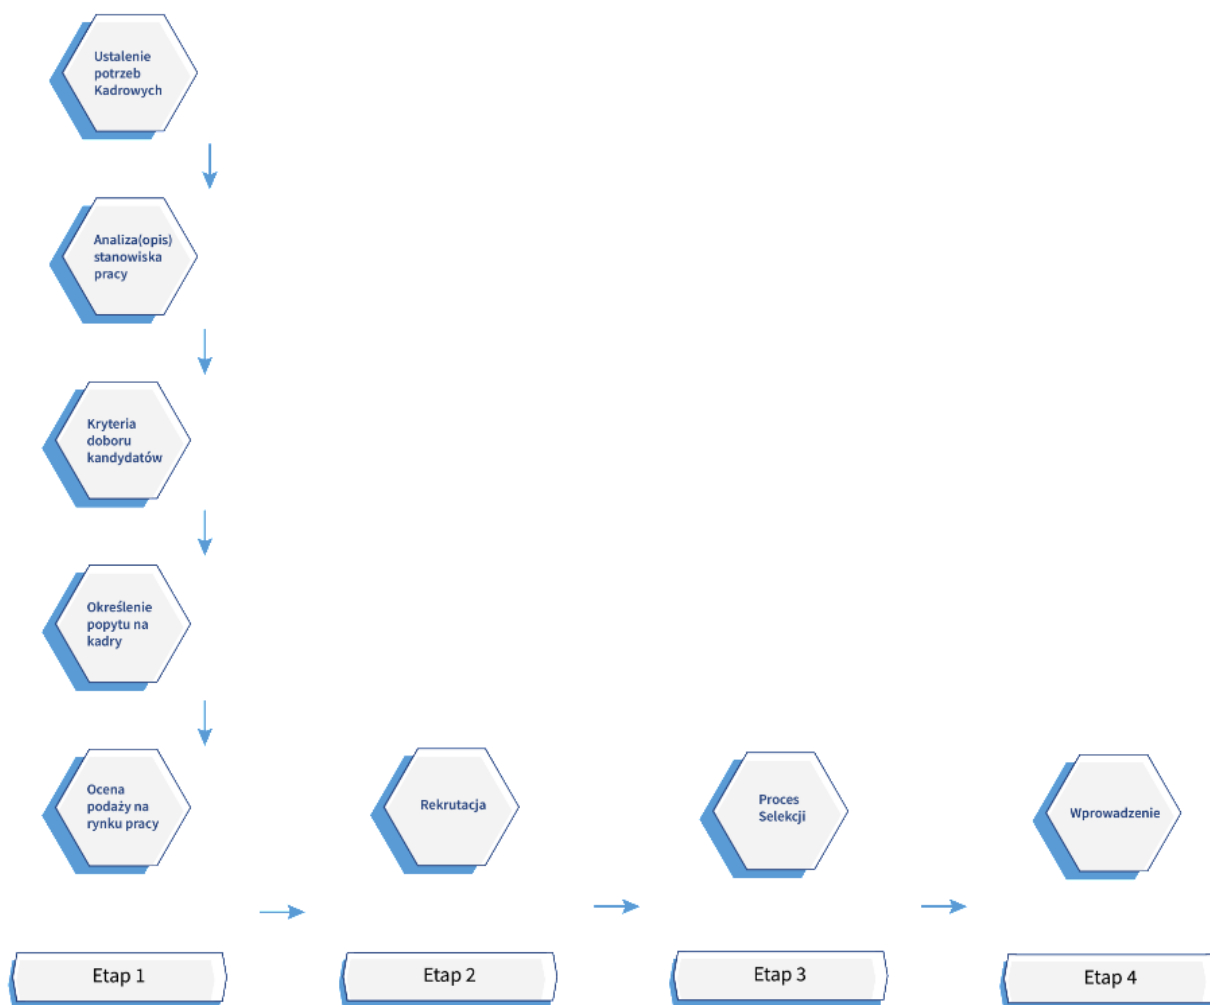 Ustalenie
potrzeb
Kadrowych
Analiza(opis)
stanowiska
pracy
Kryteria
doboru
kandydatów
Określenie
popytu na
kadry
Ocena
podaży na
rynku pracy
Rekrutacja
Proces
Selekcji
Wprowadzenie
Etap 1
Etap 2
Etap 3
Etap 4